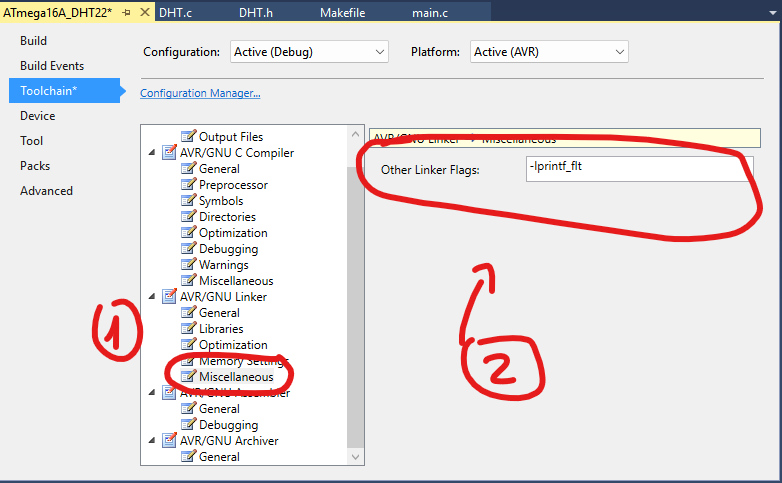 ATmega16A_DHT22* DHT.c DHT.h Makefile main.c
Build
Build Events
Toolchain*
Device
Tool
Packs
Advanced
Configuration: Active (Debug) Platform: Active (AVR)
Configuration Manager...
Output Files
AVR/GNU C Compiler
General
Preprocessor
Symbols
Directories
Optimization
Debugging
Warnings
Miscellaneous
AVR/GNU Linker
General
Libraries
Optimization
Memory Settings
Miscellaneous
AVR/GNU Assembler
General
Debugging
AVR/GNU Archiver
General
AVR/GNU Linker → Miscellaneous
Other Linker Flags: -lprintf_flt
1
2